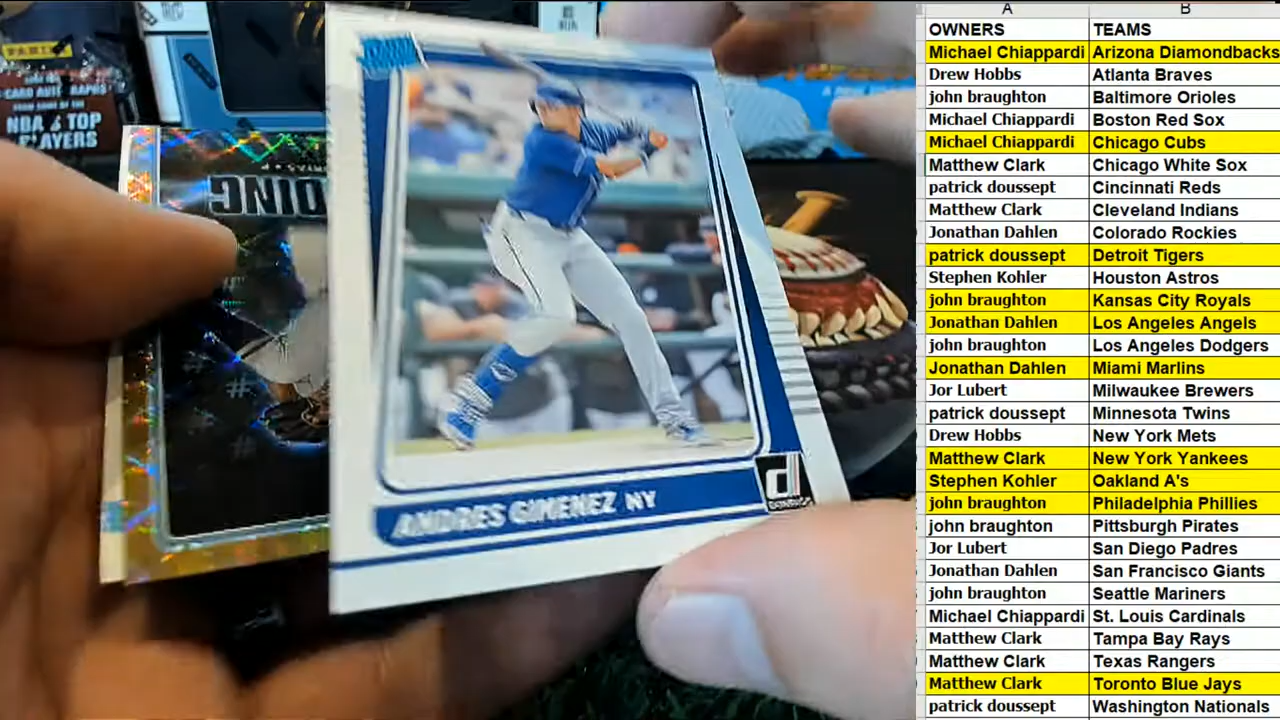 PANINI
NBA'S TOP
PLAYERS
DING
ANDRES GIMENEZ NY
A B
OWNERS TEAMS
Michael Chiappardi Arizona Diamondbacks
Drew Hobbs Atlanta Braves
john braughton Baltimore Orioles
Michael Chiappardi Boston Red Sox
Michael Chiappardi Chicago Cubs
Matthew Clark Chicago White Sox
patrick doussept Cincinnati Reds
Matthew Clark Cleveland Indians
Jonathan Dahlen Colorado Rockies
patrick doussept Detroit Tigers
Stephen Kohler Houston Astros
john braughton Kansas City Royals
Jonathan Dahlen Los Angeles Angels
john braughton Los Angeles Dodgers
Jonathan Dahlen Miami Marlins
Jor Lubert Milwaukee Brewers
patrick doussept Minnesota Twins
Drew Hobbs New York Mets
Matthew Clark New York Yankees
Stephen Kohler Oakland A's
john braughton Philadelphia Phillies
john braughton Pittsburgh Pirates
Jor Lubert San Diego Padres
Jonathan Dahlen San Francisco Giants
john braughton Seattle Mariners
Michael Chiappardi St. Louis Cardinals
Matthew Clark Tampa Bay Rays
Matthew Clark Texas Rangers
Matthew Clark Toronto Blue Jays
patrick doussept Washington Nationals